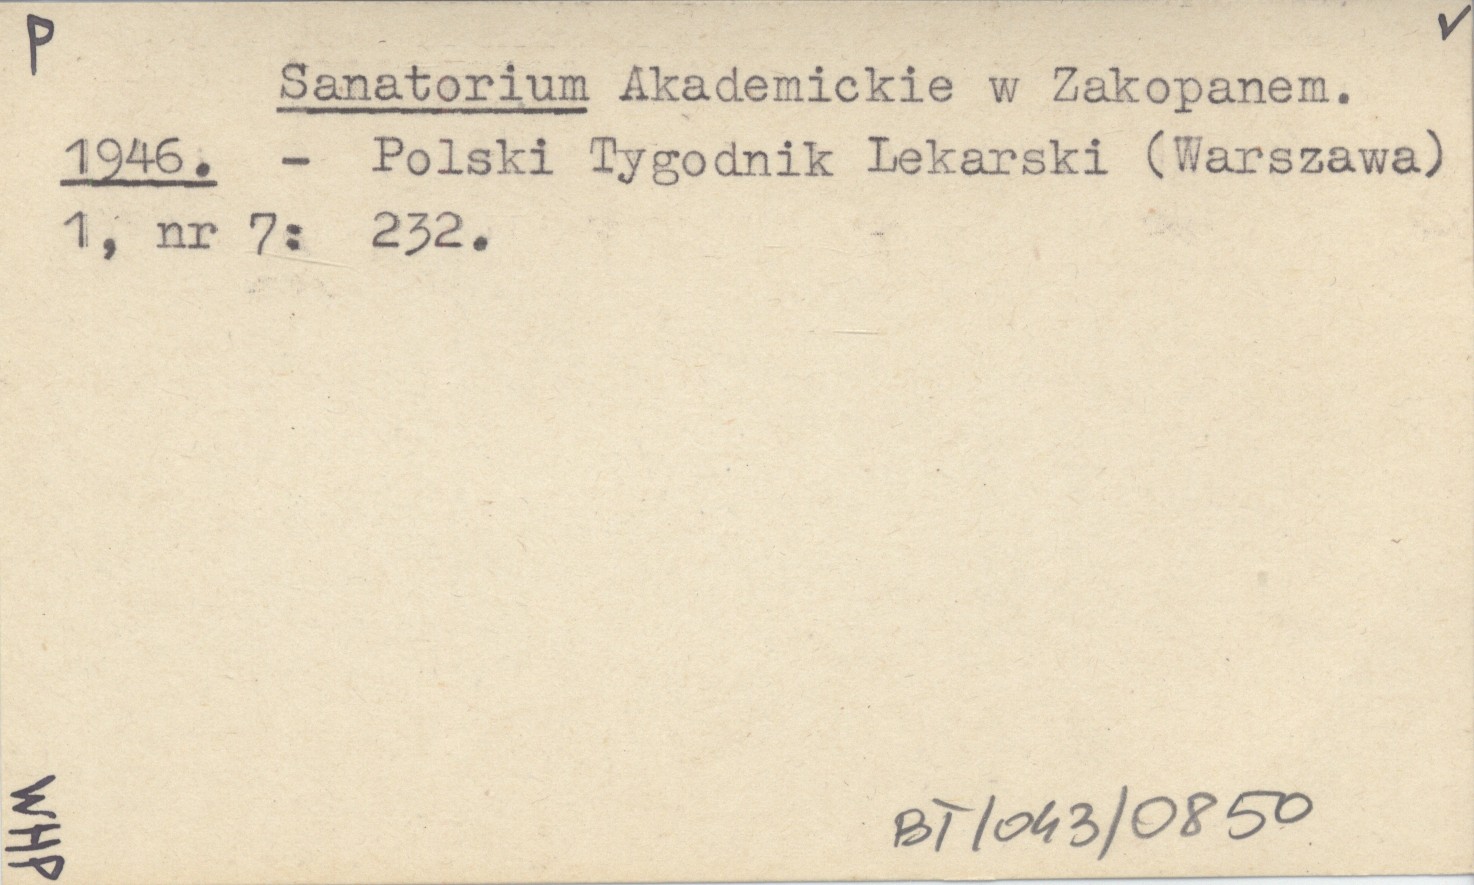 P ✓
Sanatorium Akademickie w Zakopanem.
1946. - Polski Tygodnik Lekarski (Warszawa)
1, nr 7: 232.
WHP
BT/043/0850